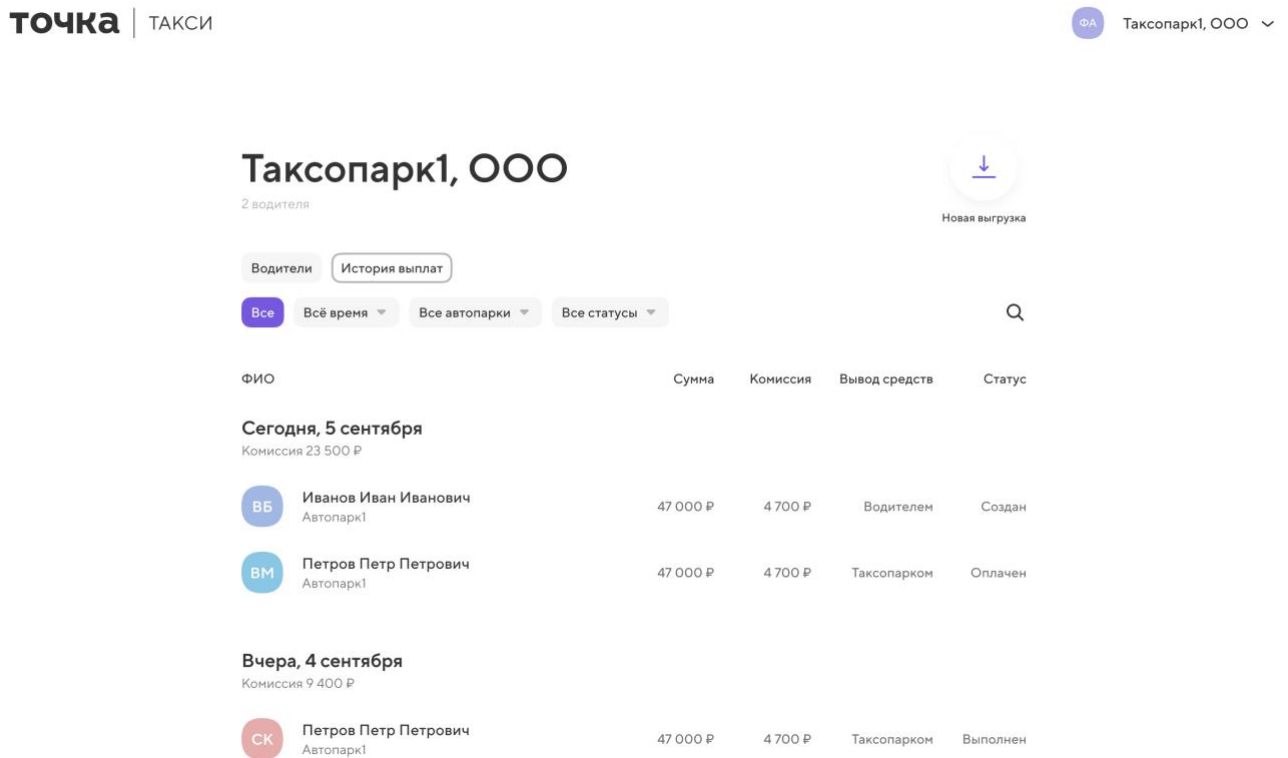 точка | ТАКСИ
ФА Таксопарк1, ООО
Таксопарк1, ООО
2 водителя
Новая выгрузка
Водители История выплат
Все Всё время Все автопарки Все статусы
ФИО Сумма Комиссия Вывод средств Статус
Сегодня, 5 сентября
Комиссия 23 500 ₽
ВБ Иванов Иван Иванович 47 000 ₽ 4 700 ₽ Водителем Создан
Автопарк1
ВМ Петров Петр Петрович 47 000 ₽ 4 700 ₽ Таксопарком Оплачен
Автопарк1
Вчера, 4 сентября
Комиссия 9 400 ₽
СК Петров Петр Петрович 47 000 ₽ 4 700 ₽ Таксопарком Выполнен
Автопарк1